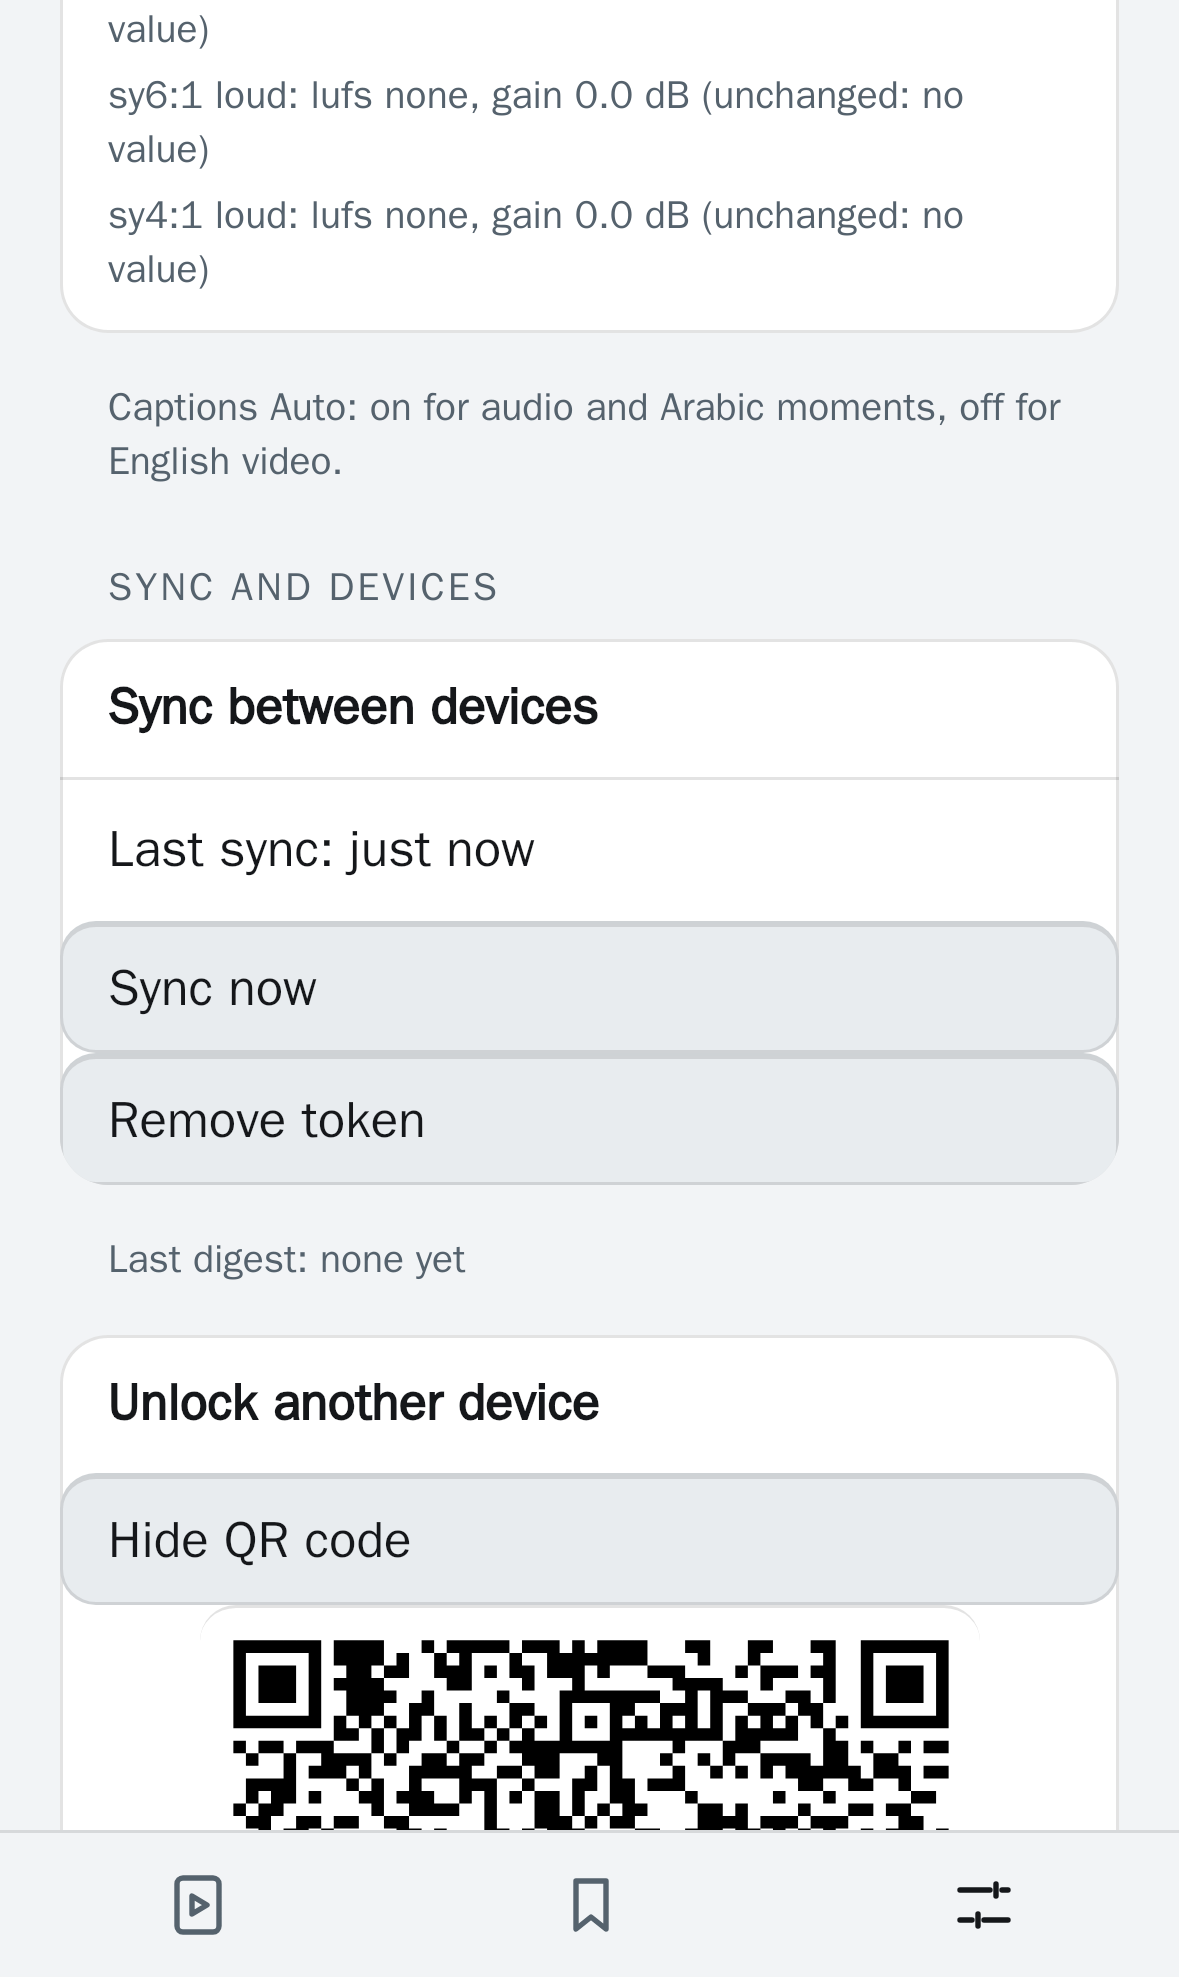 value)
sy6:1 loud: lufs none, gain 0.0 dB (unchanged: no
value)
sy4:1 loud: lufs none, gain 0.0 dB (unchanged: no
value)
Captions Auto: on for audio and Arabic moments, off for
English video.
SYNC AND DEVICES
Sync between devices
Last sync: just now
Sync now
Remove token
Last digest: none yet
Unlock another device
Hide QR code